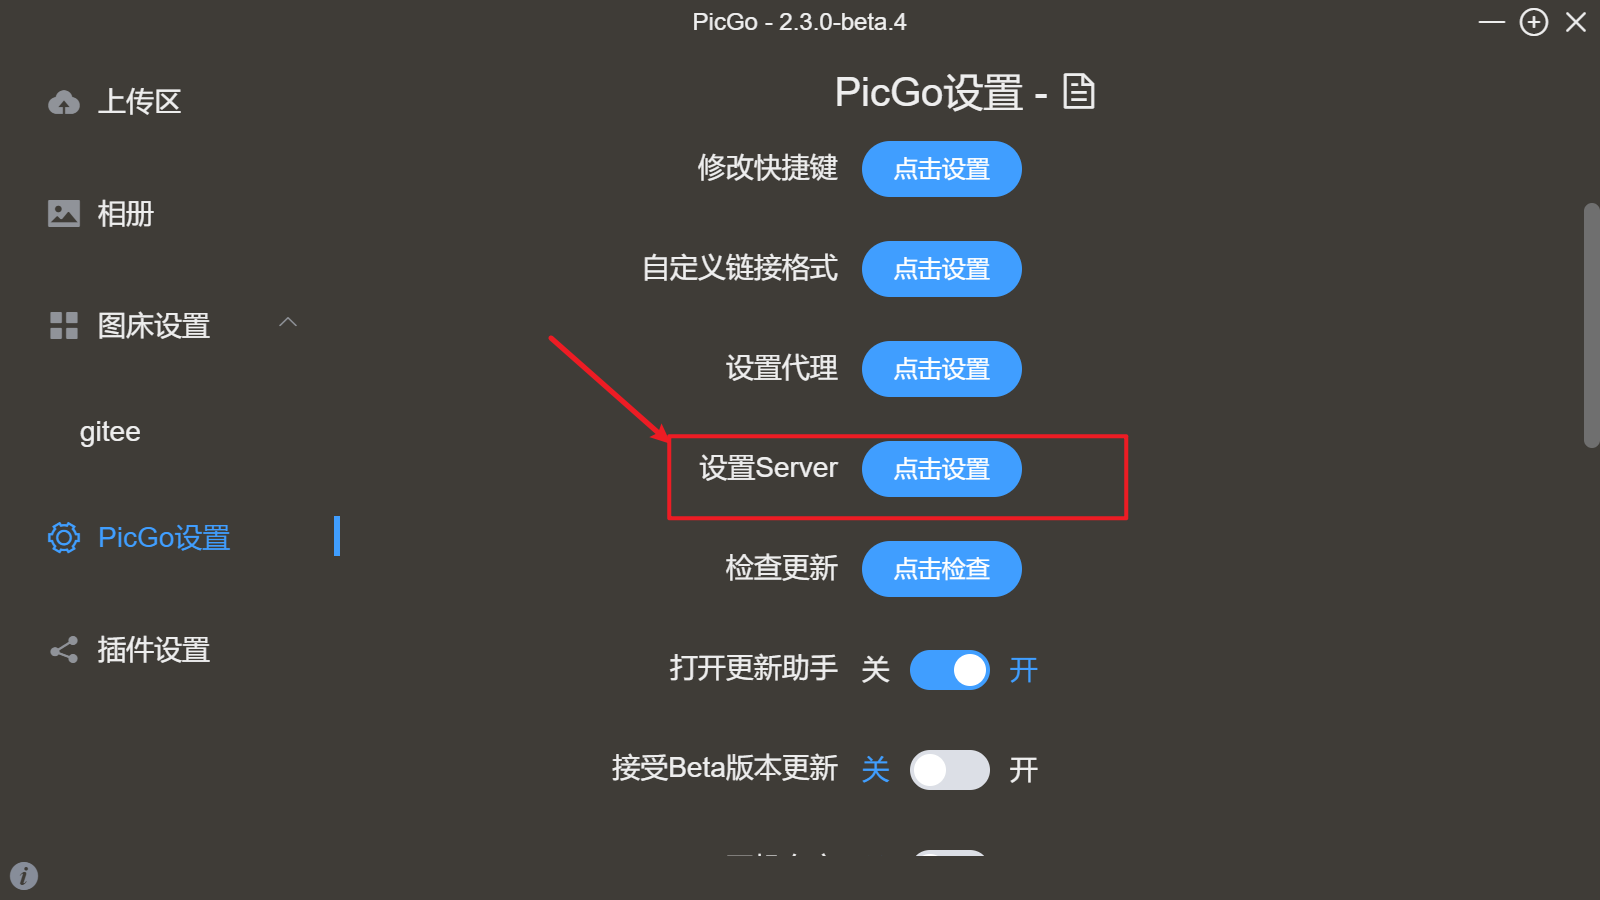 PicGo - 2.3.0-beta.4
上传区
相册
图床设置
gitee
PicGo设置
插件设置
PicGo设置 -
修改快捷键 点击设置
自定义链接格式 点击设置
设置代理 点击设置
设置Server 点击设置
检查更新 点击检查
打开更新助手 关 开
接受Beta版本更新 关 开